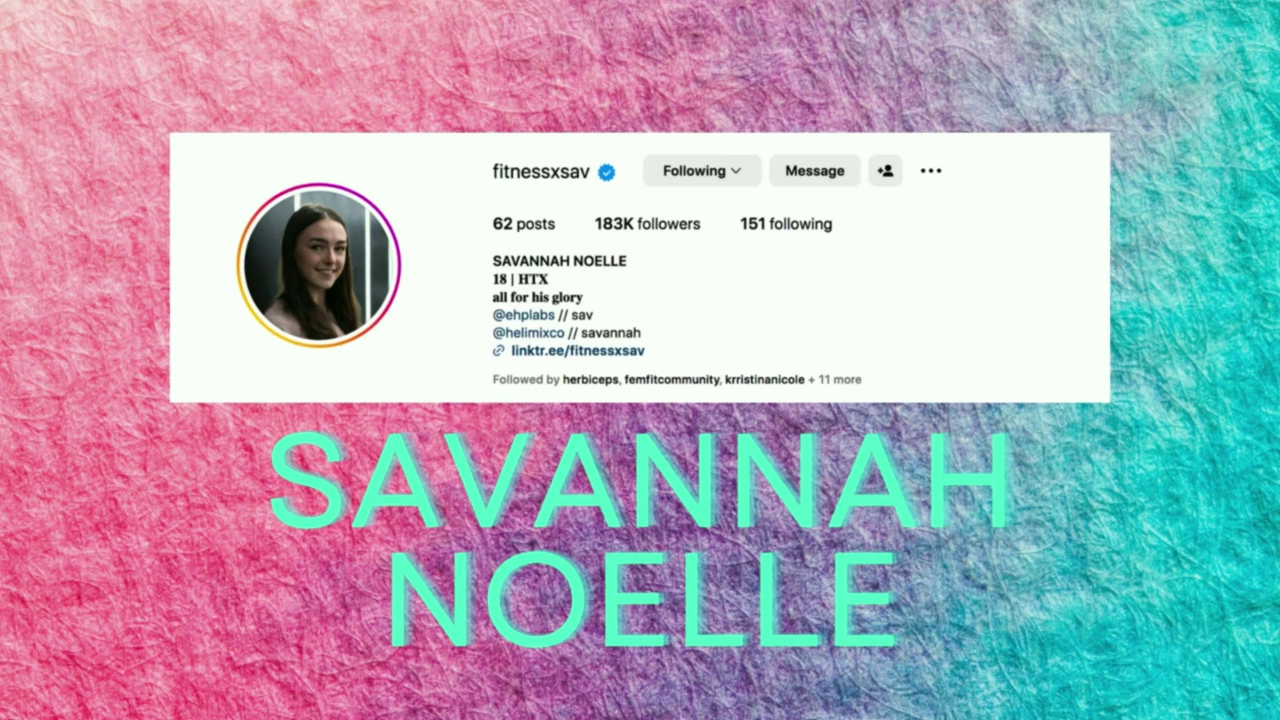 fitnessxsav Following Message
62 posts 183K followers 151 following
SAVANNAH NOELLE
18 | HTX
all for his glory
@ehplabs // sav
@helimixco // savannah
linktr.ee/fitnessxsav
Followed by herbiceps, femfitcommunity, krristinanicole + 11 more
SAVANNAH
NOELLE